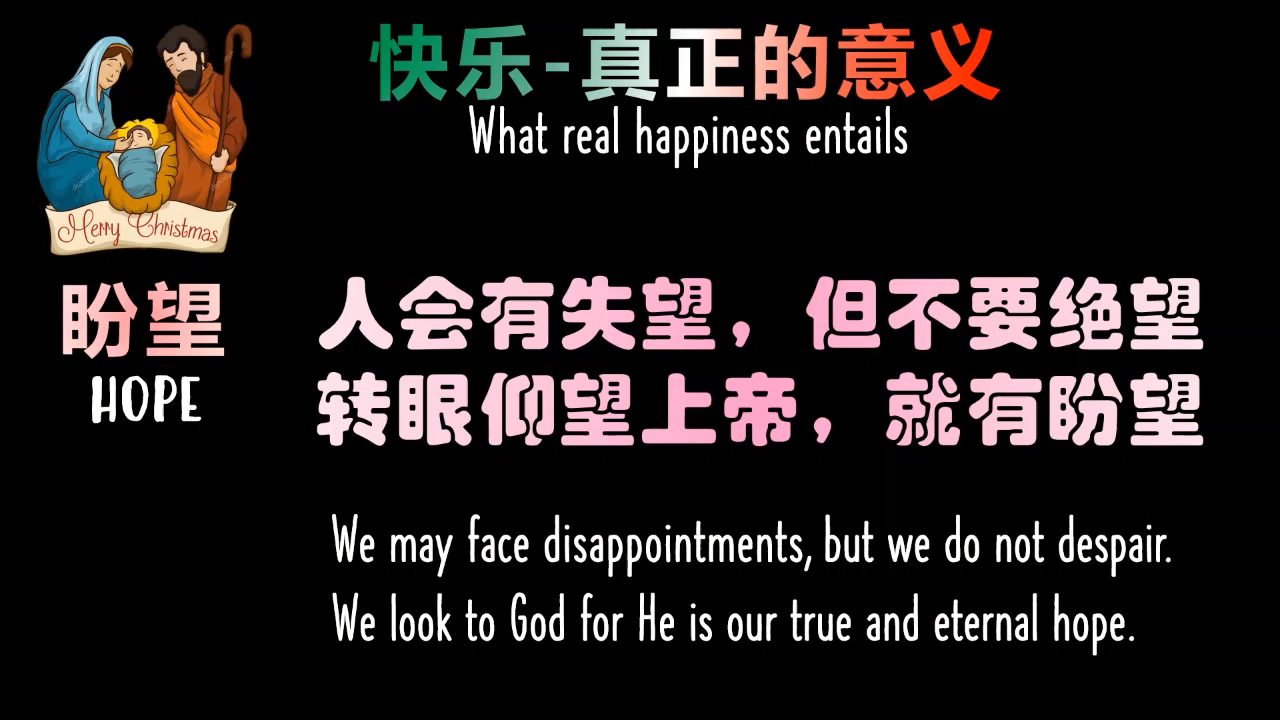 快乐-真正的意义
What real happiness entails
Merry Christmas
盼望
HOPE
人会有失望，但不要绝望
转眼仰望上帝，就有盼望
We may face disappointments, but we do not despair.
We look to God for He is our true and eternal hope.